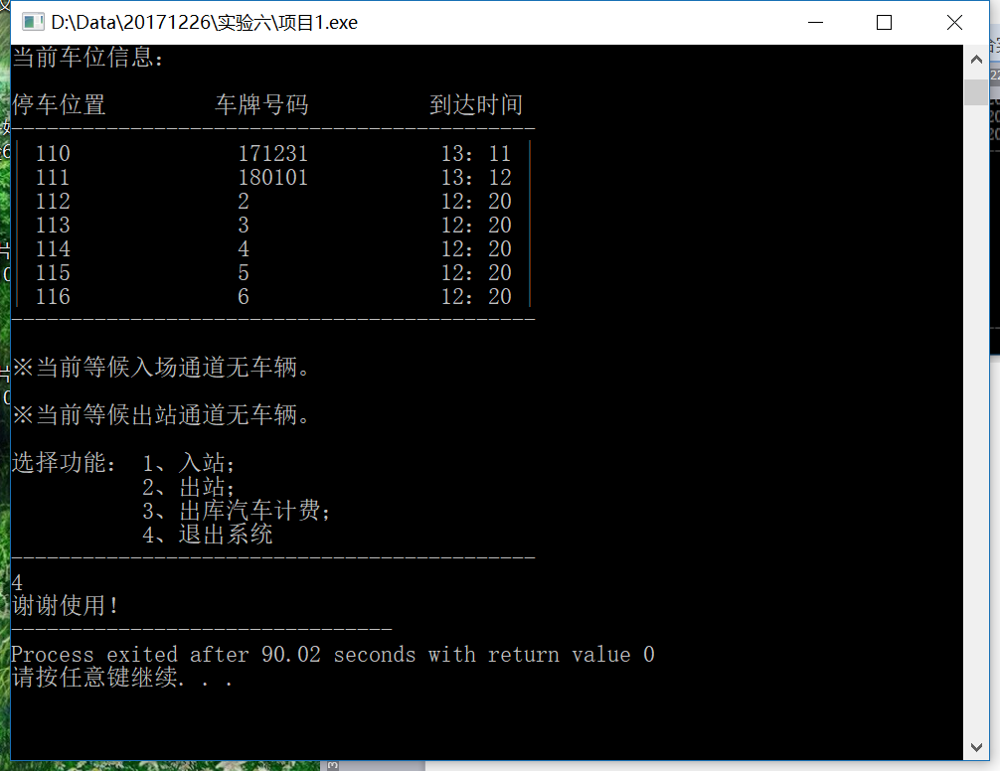 D:\Data\20171226\实验六\项目1.exe
当前车位信息：
停车位置 车牌号码 到达时间
--------------------------------------------
110 171231 13：11
111 180101 13：12
112 2 12：20
113 3 12：20
114 4 12：20
115 5 12：20
116 6 12：20
--------------------------------------------
※当前等候入场通道无车辆。
※当前等候出站通道无车辆。
选择功能： 1、入站；
2、出站；
3、出库汽车计费；
4、退出系统
--------------------------------------------
4
谢谢使用！
--------------------------------
Process exited after 90.02 seconds with return value 0
请按任意键继续. . .